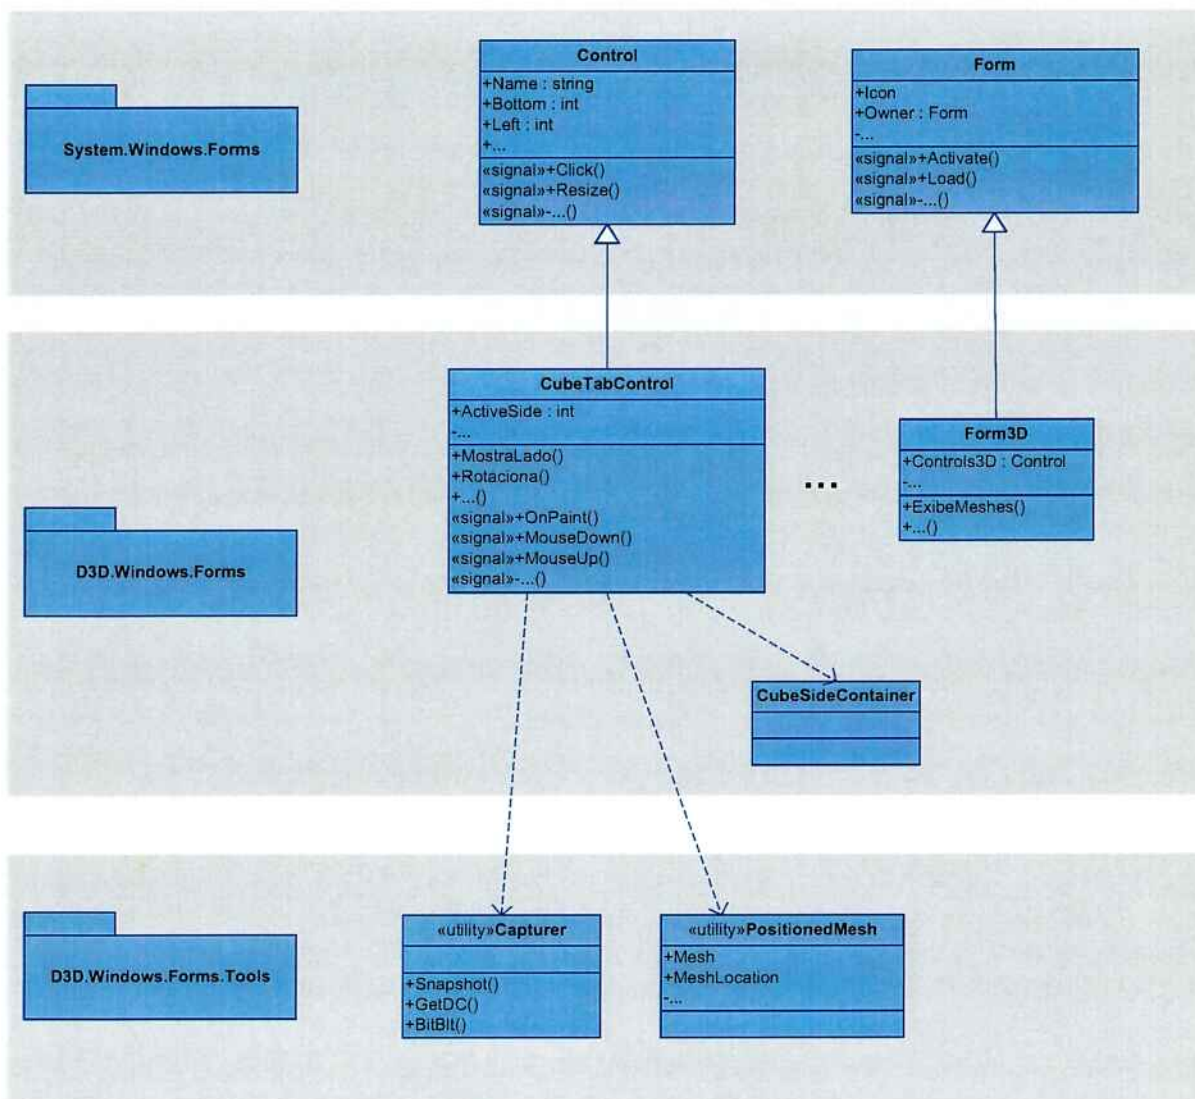 System.Windows.Forms
Control
+Name : string
+Bottom : int
+Left : int
+...
«signal»+Click()
«signal»+Resize()
«signal»-...()
Form
+Icon
+Owner : Form
-...
«signal»+Activate()
«signal»+Load()
«signal»-...()
D3D.Windows.Forms
CubeTabControl
+ActiveSide : int
-...
+MostraLado()
+Rotaciona()
+...()
«signal»+OnPaint()
«signal»+MouseDown()
«signal»+MouseUp()
«signal»-...()
...
Form3D
+Controls3D : Control
-...
+ExibeMeshes()
+...()
CubeSideContainer
D3D.Windows.Forms.Tools
«utility»Capturer
+Snapshot()
+GetDC()
+BitBlt()
«utility»PositionedMesh
+Mesh
+MeshLocation
-...